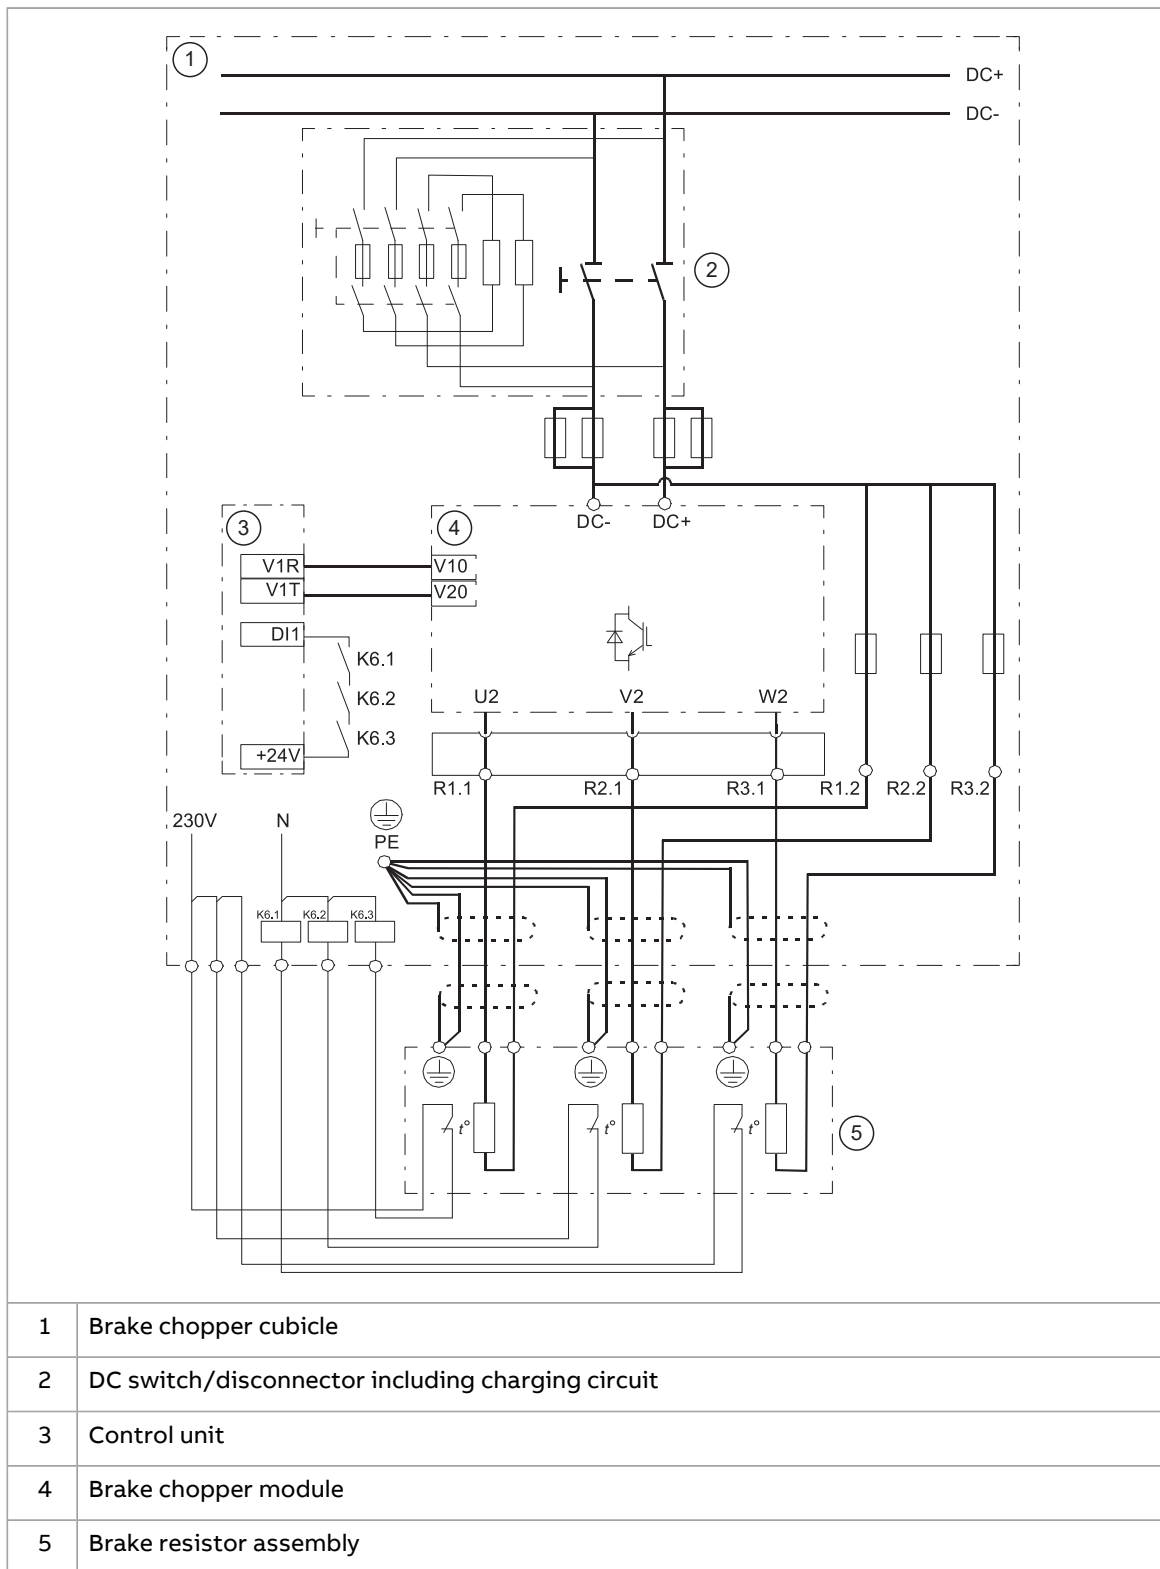 1
DC+
DC-
2
DC- DC+
3
4
V1R
V10
V1T
V20
DI1
K6.1
K6.2
K6.3
+24V
U2 V2 W2
R1.1 R2.1 R3.1 R1.2 R2.2 R3.2
230V N
PE
K6.1 K6.2 K6.3
t° t° t°
5
1 Brake chopper cubicle
2 DC switch/disconnector including charging circuit
3 Control unit
4 Brake chopper module
5 Brake resistor assembly